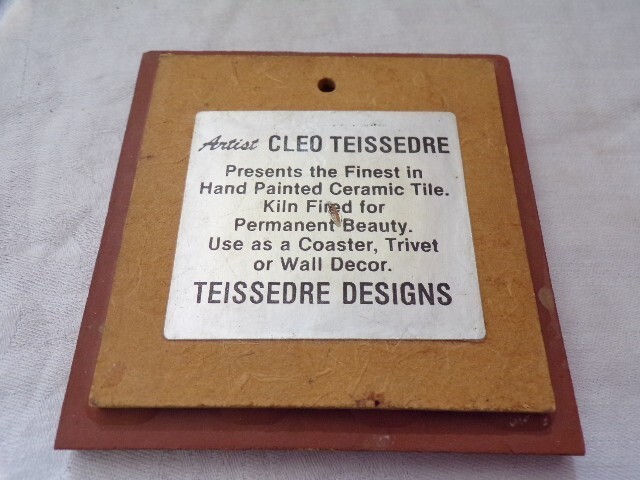 Artist CLEO TEISSEDRE
Presents the Finest in
Hand Painted Ceramic Tile.
Kiln Fired for
Permanent Beauty.
Use as a Coaster, Trivet
or Wall Decor.
TEISSEDRE DESIGNS